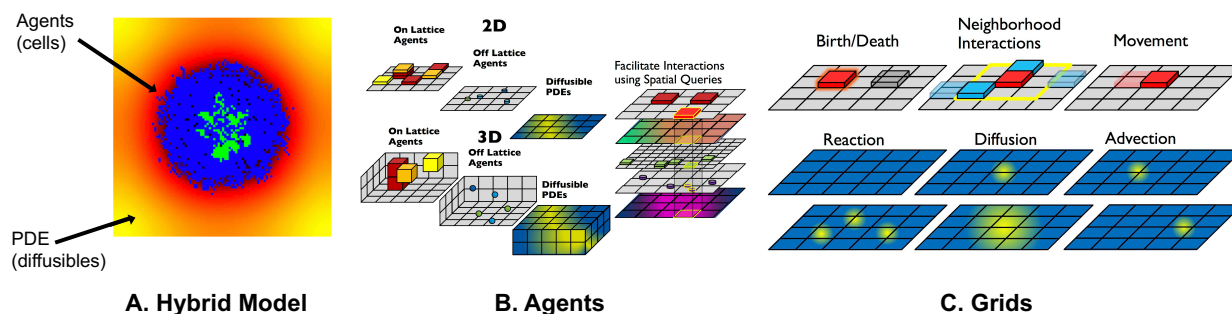 Agents
(cells)
PDE
(diffusibles)
A. Hybrid Model
2D
On Lattice
Agents
Off Lattice
Agents
Diffusible
PDEs
3D
On Lattice
Agents
Off Lattice
Agents
Diffusible
PDEs
Facilitate Interactions
using Spatial Queries
B. Agents
Birth/Death
Neighborhood
Interactions
Movement
Reaction
Diffusion
Advection
C. Grids